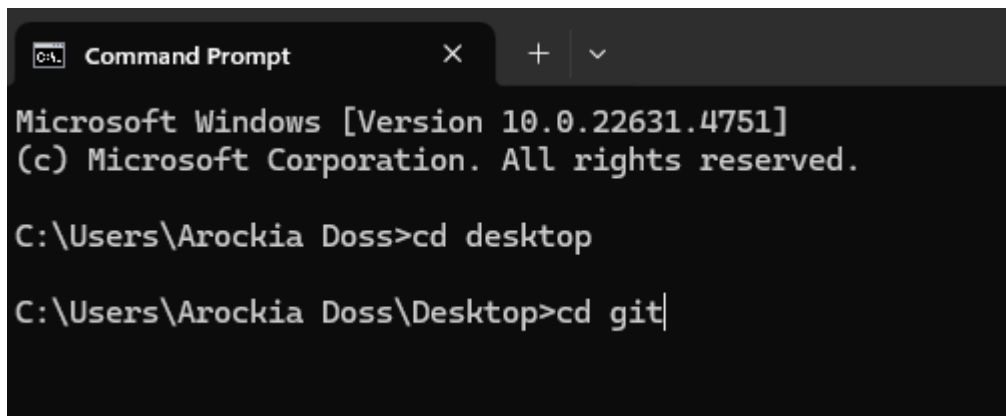 Command Prompt
Microsoft Windows [Version 10.0.22631.4751]
(c) Microsoft Corporation. All rights reserved.
C:\Users\Arockia Doss>cd desktop
C:\Users\Arockia Doss\Desktop>cd git